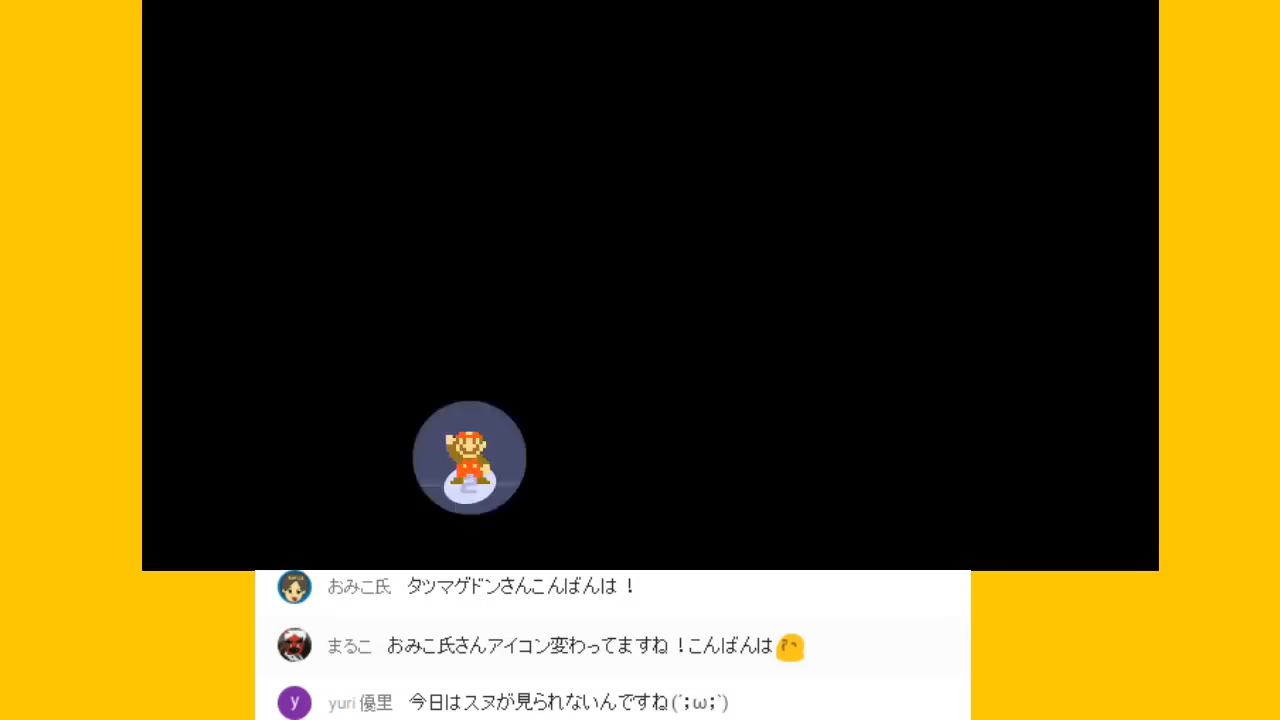 2
おみこ氏 タツマゲドンさんこんばんは！
まるこ おみこ氏さんアイコン変わってますね！こんばんは
y yuri 優里 今日はスヌが見られないんですね(´;ω;`)